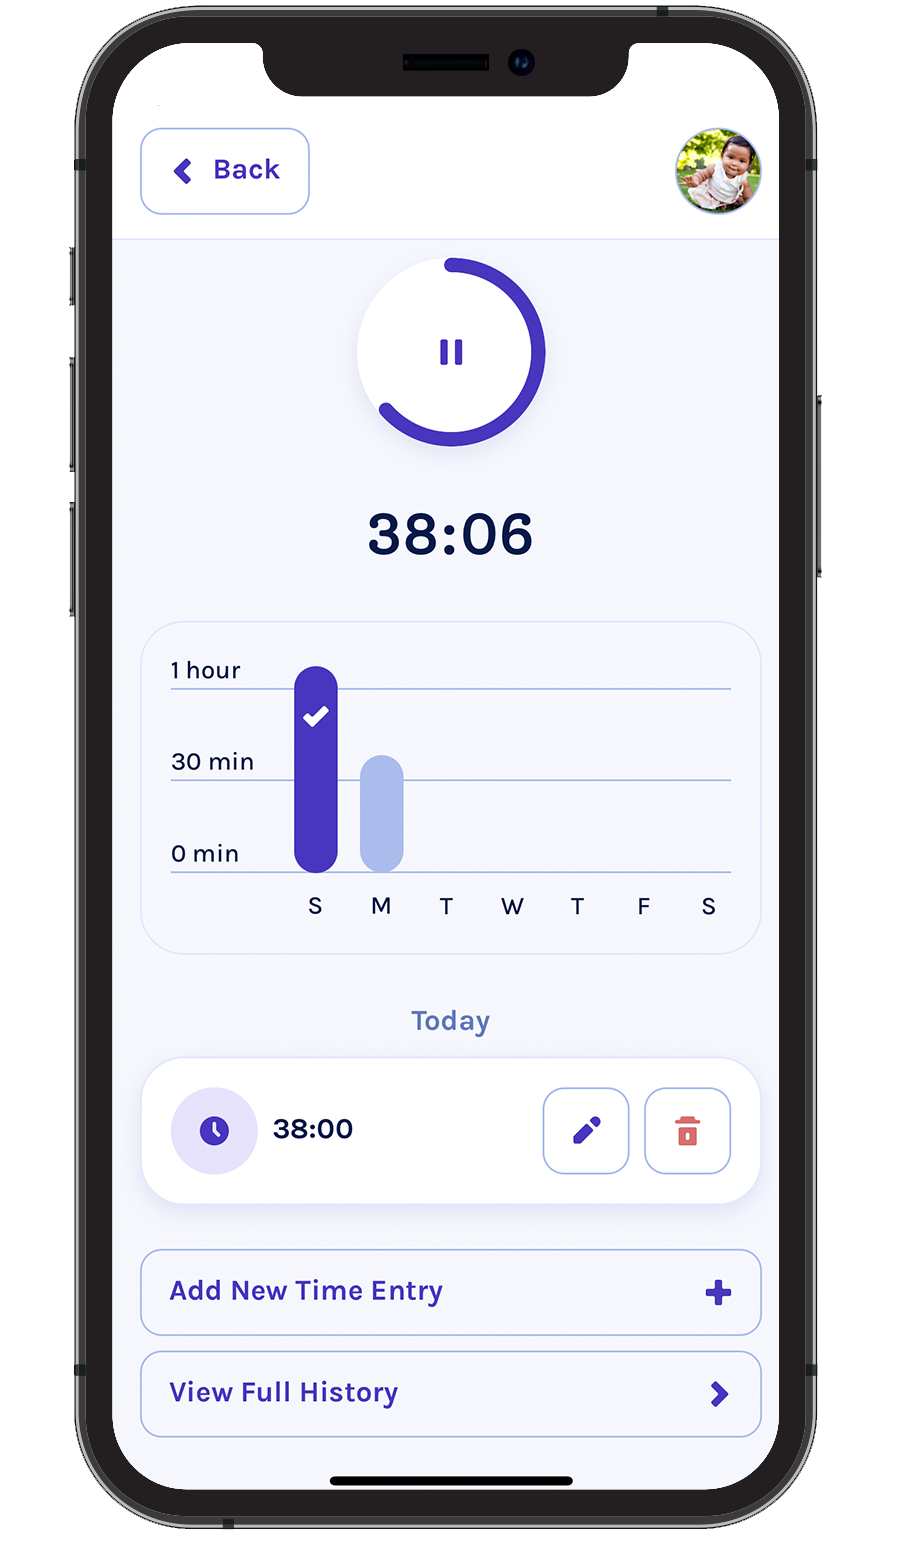 Back
38:06
1 hour
30 min
0 min
S M T W T F S
Today
38:00
Add New Time Entry
View Full History